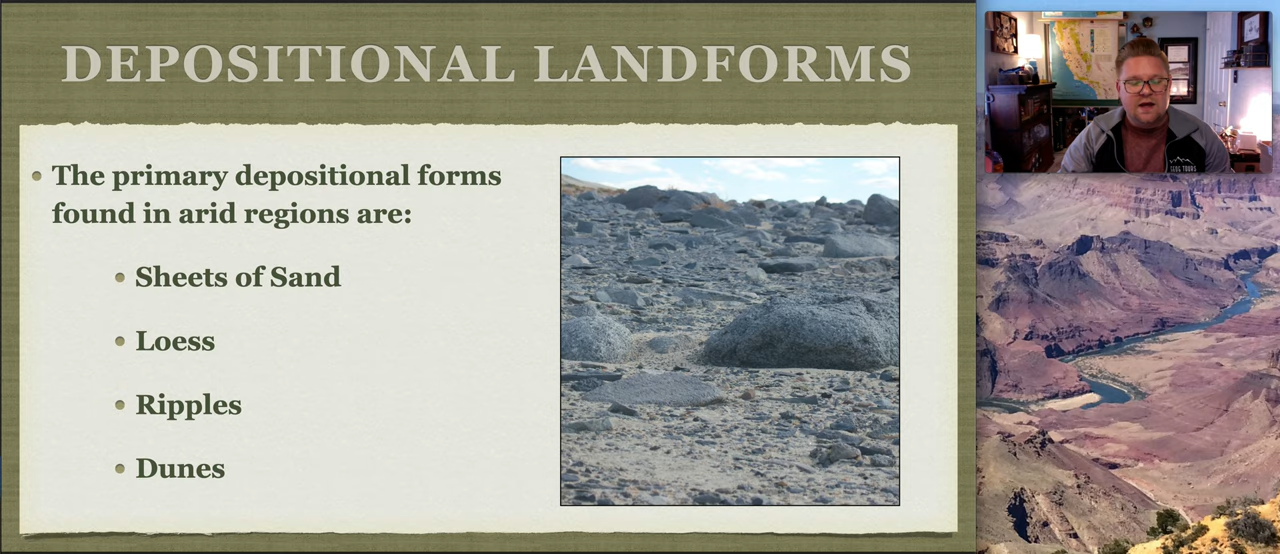 DEPOSITIONAL LANDFORMS
• The primary depositional forms
found in arid regions are:
• Sheets of Sand
• Loess
• Ripples
• Dunes